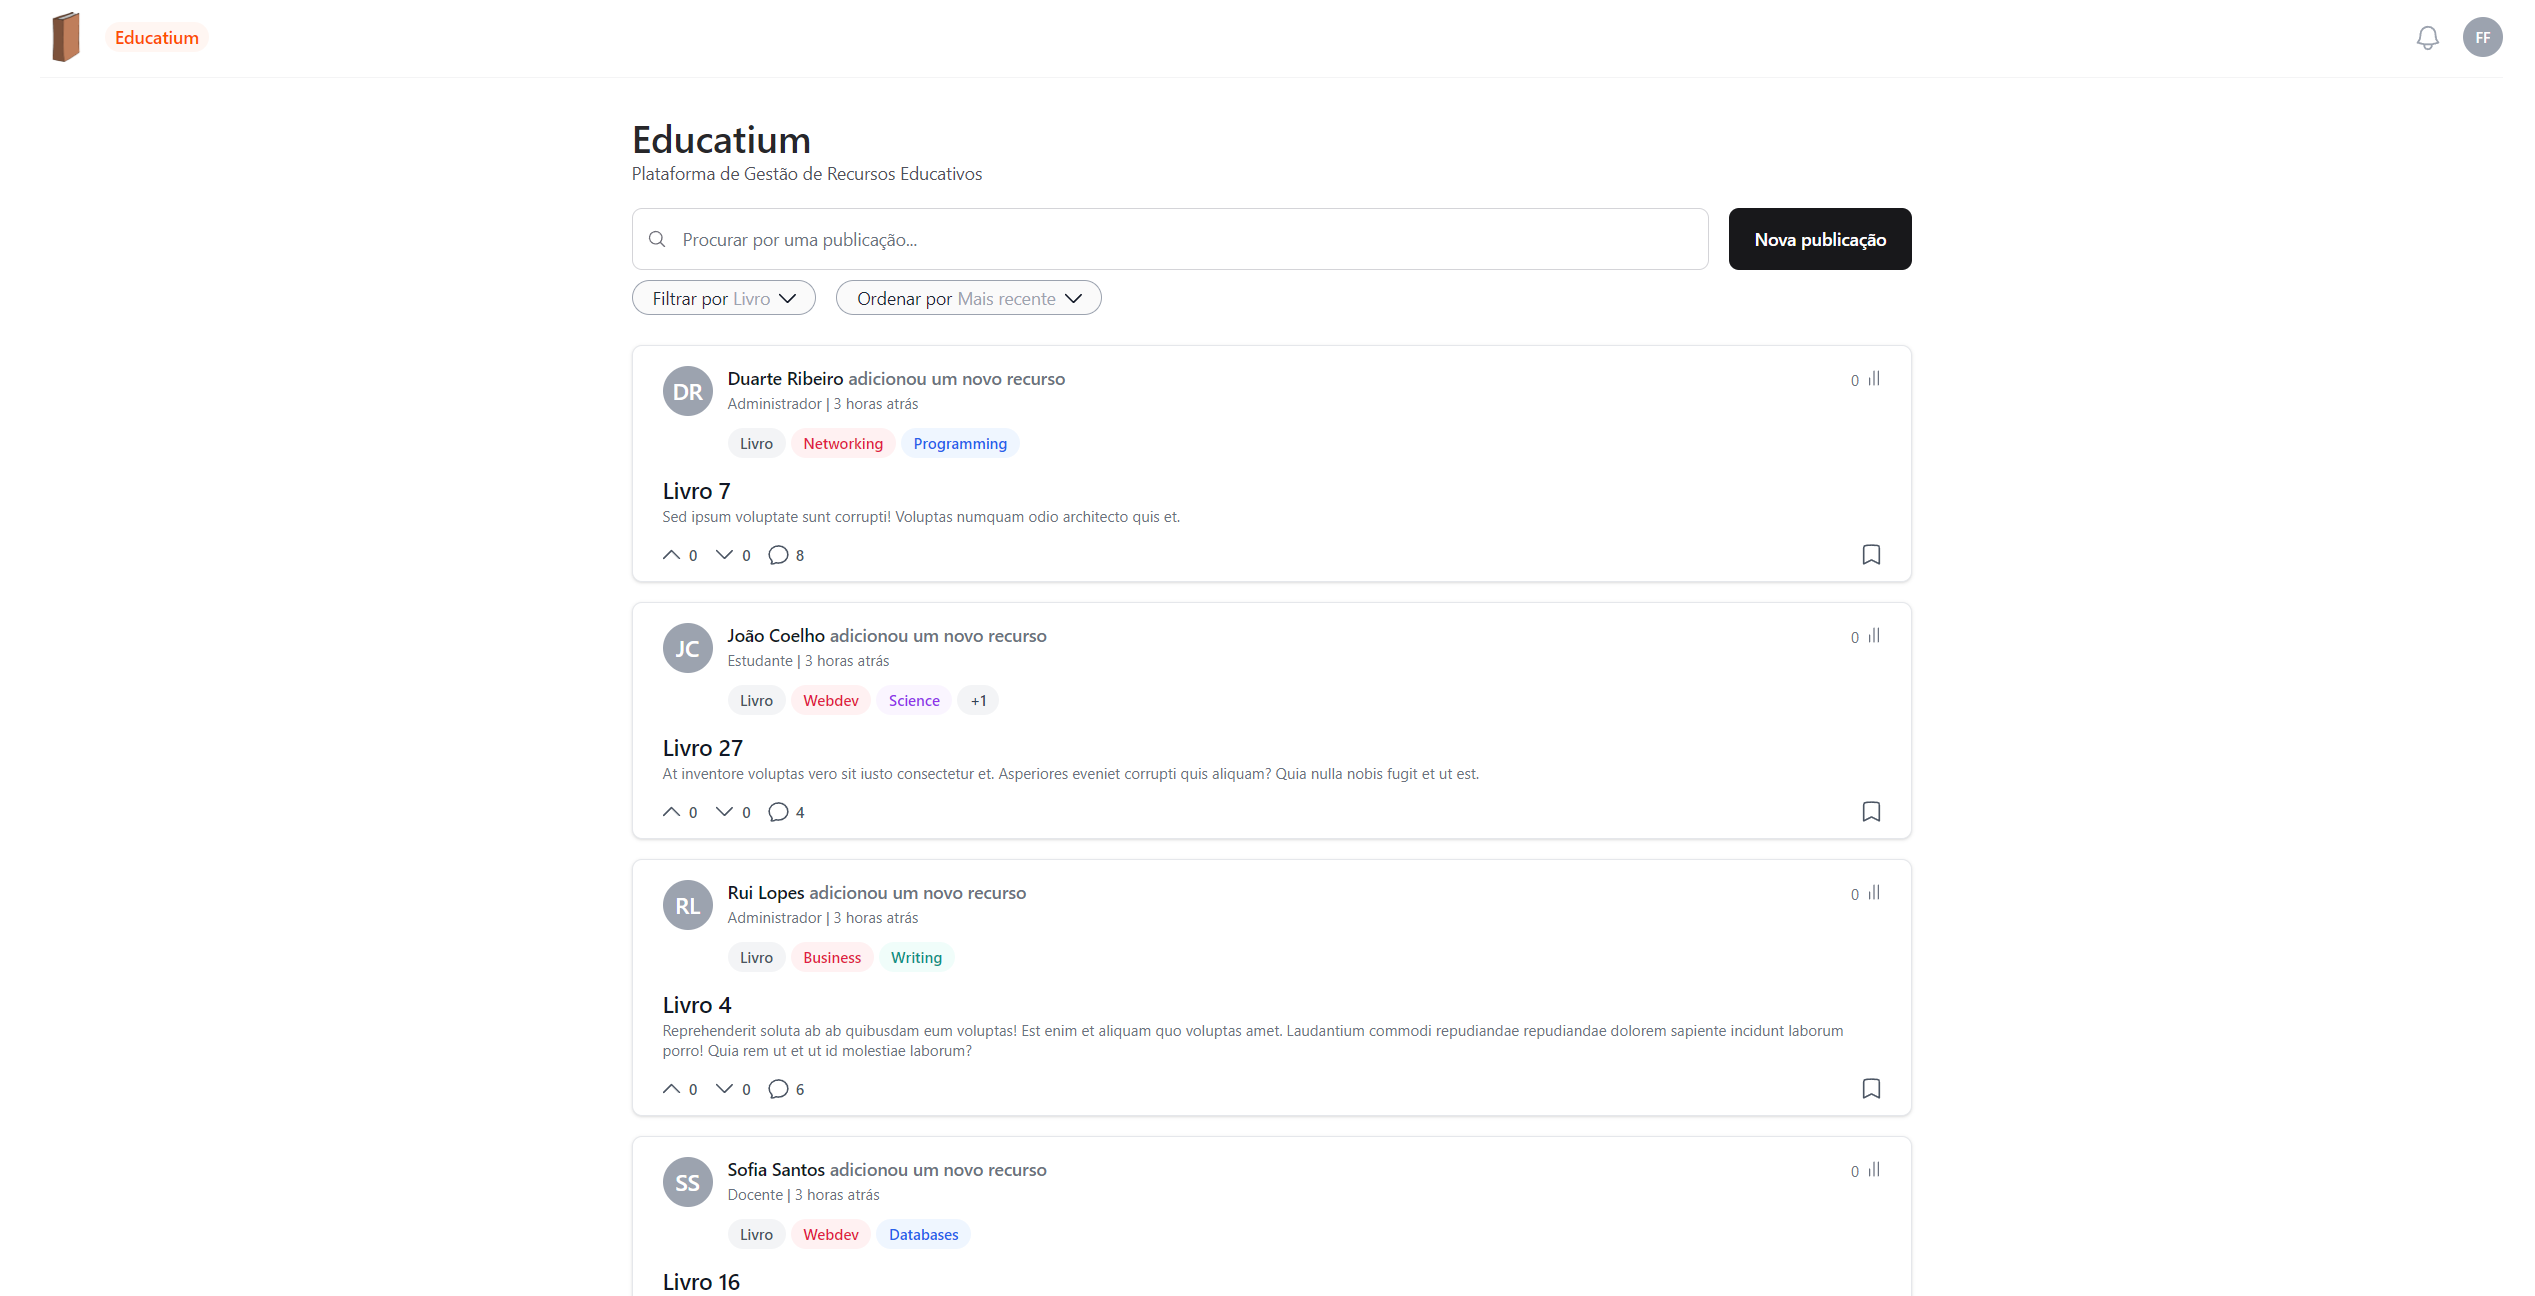 Educatium
FF
Educatium
Plataforma de Gestão de Recursos Educativos
Procurar por uma publicação...
Nova publicação
Filtrar por Livro
Ordenar por Mais recente
DR
Duarte Ribeiro adicionou um novo recurso
0
Administrador | 3 horas atrás
Livro Networking Programming
Livro 7
Sed ipsum voluptate sunt corrupti! Voluptas numquam odio architecto quis et.
0 0 8
JC
João Coelho adicionou um novo recurso
0
Estudante | 3 horas atrás
Livro Webdev Science +1
Livro 27
At inventore voluptas vero sit iusto consectetur et. Asperiores eveniet corrupti quis aliquam? Quia nulla nobis fugit et ut est.
0 0 4
RL
Rui Lopes adicionou um novo recurso
0
Administrador | 3 horas atrás
Livro Business Writing
Livro 4
Reprehenderit soluta ab ab quibusdam eum voluptas! Est enim et aliquam quo voluptas amet. Laudantium commodi repudiandae repudiandae dolorem sapiente incidunt laborum
porro! Quia rem ut et ut id molestiae laborum?
0 0 6
SS
Sofia Santos adicionou um novo recurso
0
Docente | 3 horas atrás
Livro Webdev Databases
Livro 16